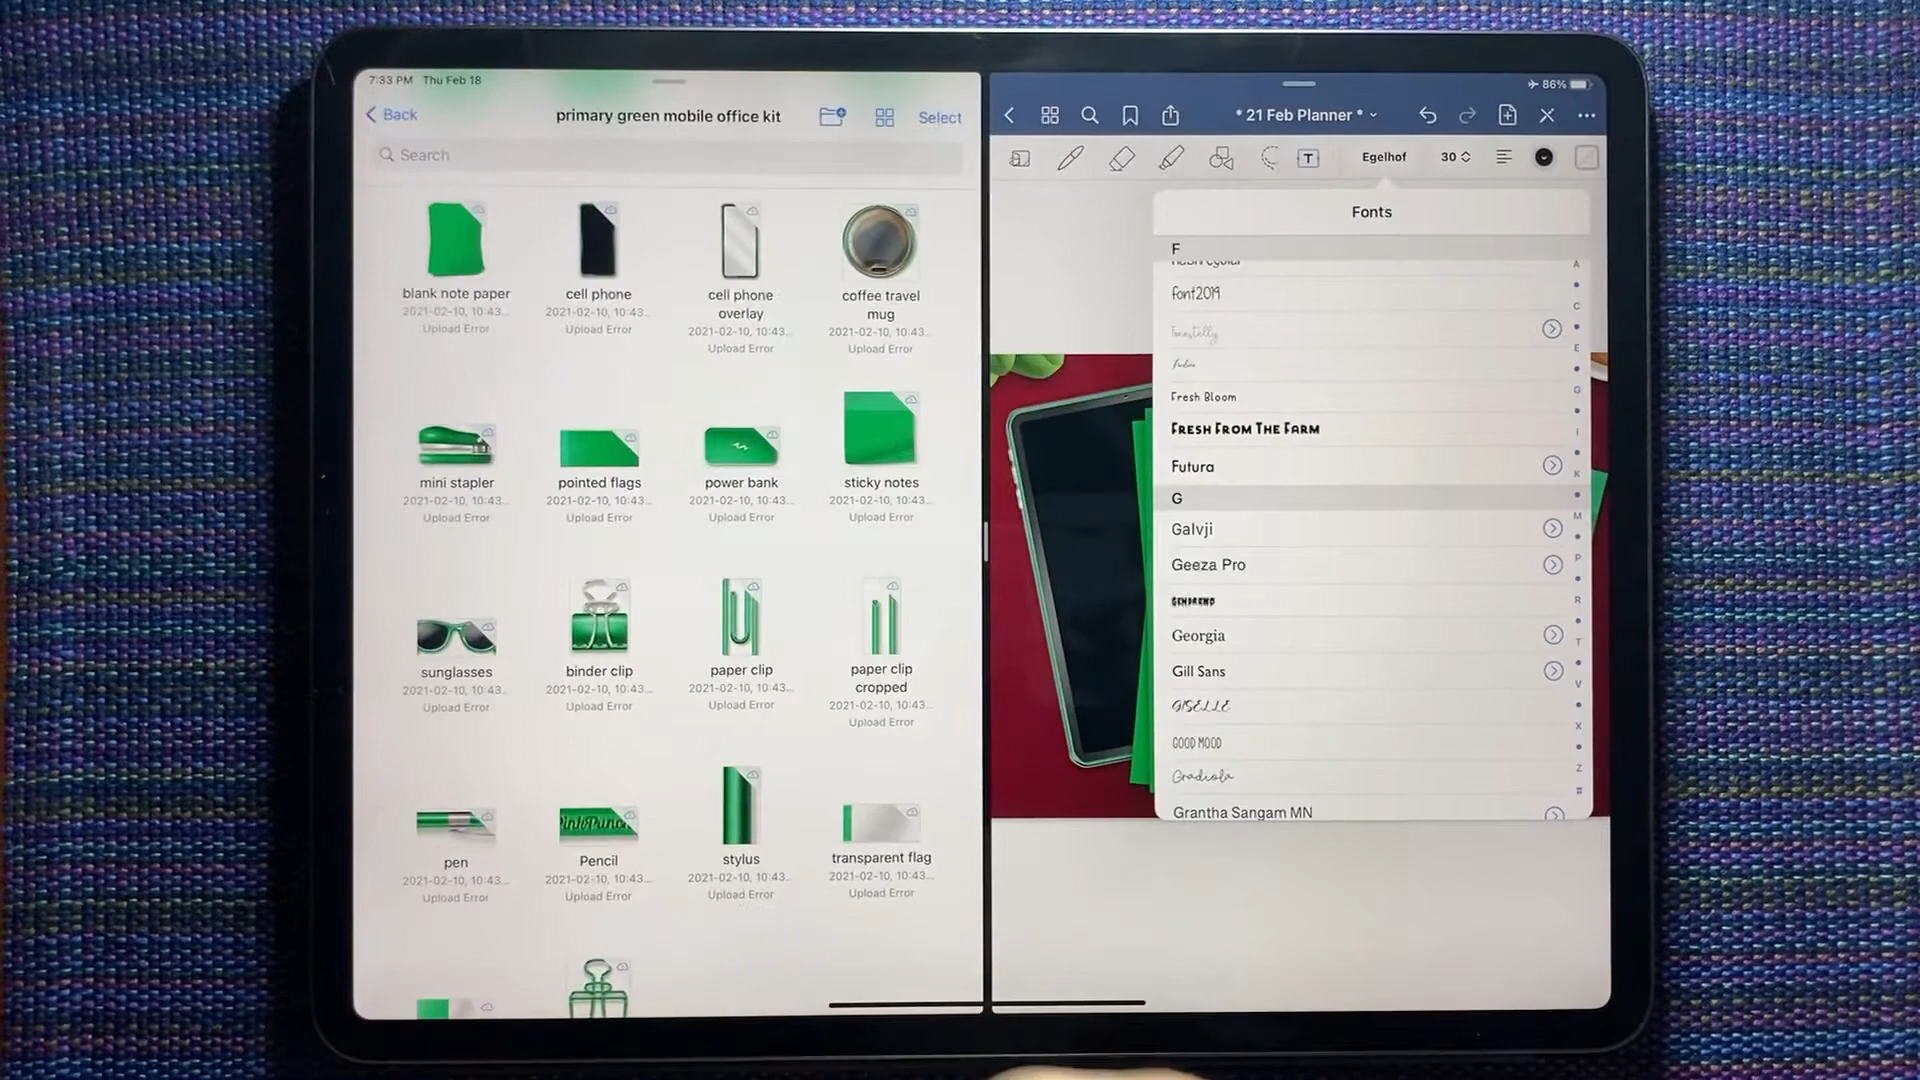 7:33 PM Thu Feb 18
Back
primary green mobile office kit
Select
Search
blank note paper
2021-02-10, 10:43...
Upload Error
cell phone
2021-02-10, 10:43...
Upload Error
cell phone
overlay
2021-02-10, 10:43...
Upload Error
coffee travel
mug
2021-02-10, 10:43...
Upload Error
mini stapler
2021-02-10, 10:43...
Upload Error
pointed flags
2021-02-10, 10:43...
Upload Error
power bank
2021-02-10, 10:43...
Upload Error
sticky notes
2021-02-10, 10:43...
Upload Error
sunglasses
2021-02-10, 10:43...
Upload Error
binder clip
2021-02-10, 10:43...
Upload Error
paper clip
2021-02-10, 10:43...
Upload Error
paper clip
cropped
2021-02-10, 10:43...
Upload Error
pen
2021-02-10, 10:43...
Upload Error
PinkPunch
Pencil
2021-02-10, 10:43...
Upload Error
stylus
2021-02-10, 10:43...
Upload Error
transparent flag
2021-02-10, 10:43...
Upload Error
86%
* 21 Feb Planner *
T
Egelhof
30
Fonts
F
font2019
Fresh Bloom
FRESH FROM THE FARM
Futura
G
Galvji
Geeza Pro
Georgia
Gill Sans
GISELLE
GOOD MOOD
Gradiola
Grantha Sangam MN
A
C
E
G
I
K
M
P
R
T
V
X
Z
#